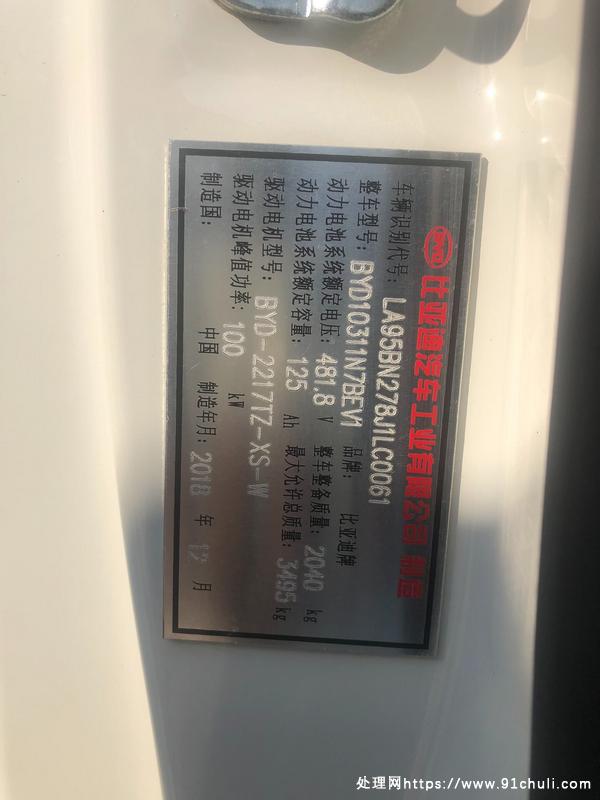 BYD 比亚迪汽车工业有限公司 制造
车辆识别代号: LA95BN278J1LC0061
整车型号: BYD10311N7BEV1 品牌: 比亚迪牌
动力电池系统额定电压: 481.8 V 整车整备质量: 2040 kg
动力电池系统额定容量: 125 Ah 最大允许总质量: 3495 kg
驱动电机型号: BYD-2217TZ-XS-W
驱动电机峰值功率: 100 kW
制造国: 中国 制造年月: 2018 年 12 月
处理网https://www.91chuli.com/